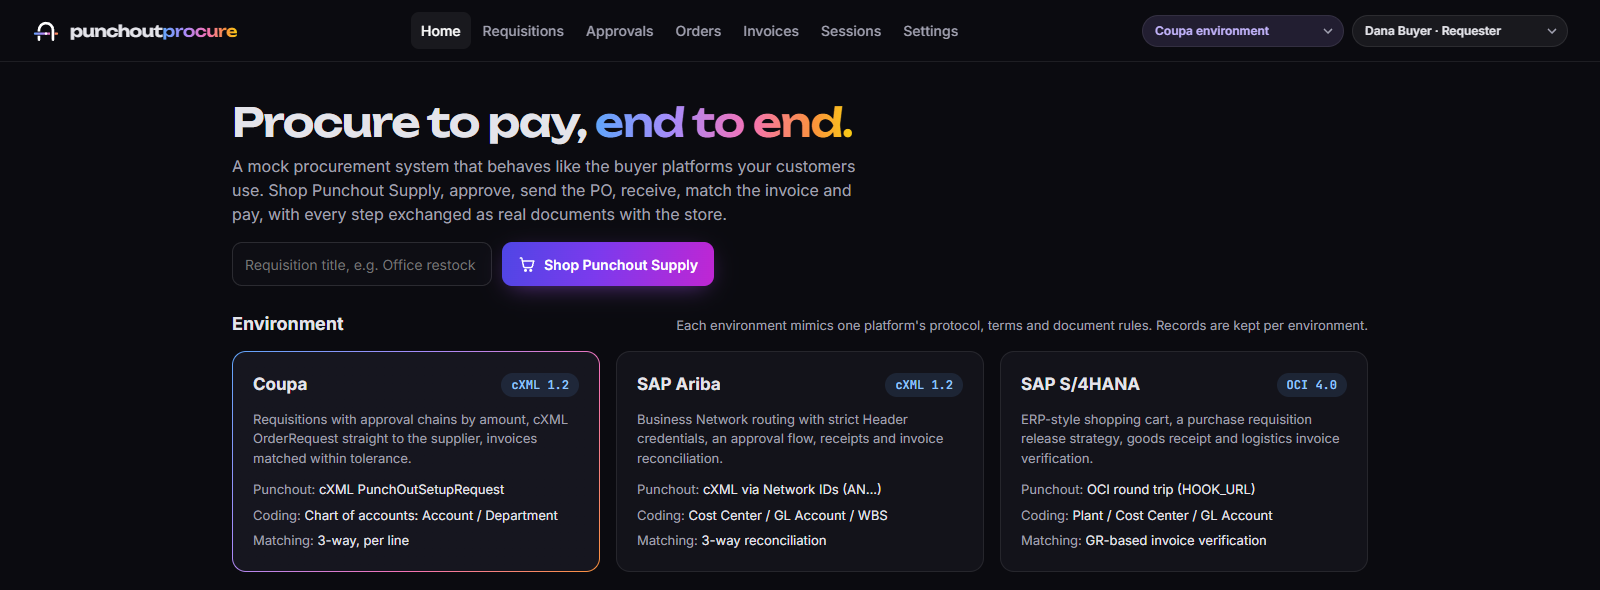 punchoutprocure
Home
Requisitions
Approvals
Orders
Invoices
Sessions
Settings
Coupa environment
Dana Buyer · Requester
Procure to pay, end to end.
A mock procurement system that behaves like the buyer platforms your customers
use. Shop Punchout Supply, approve, send the PO, receive, match the invoice and
pay, with every step exchanged as real documents with the store.
Requisition title, e.g. Office restock
Shop Punchout Supply
Environment
Each environment mimics one platform's protocol, terms and document rules. Records are kept per environment.
Coupa
cXML 1.2
Requisitions with approval chains by amount, cXML
OrderRequest straight to the supplier, invoices
matched within tolerance.
Punchout: cXML PunchOutSetupRequest
Coding: Chart of accounts: Account / Department
Matching: 3-way, per line
SAP Ariba
cXML 1.2
Business Network routing with strict Header
credentials, an approval flow, receipts and invoice
reconciliation.
Punchout: cXML via Network IDs (AN...)
Coding: Cost Center / GL Account / WBS
Matching: 3-way reconciliation
SAP S/4HANA
OCI 4.0
ERP-style shopping cart, a purchase requisition
release strategy, goods receipt and logistics invoice
verification.
Punchout: OCI round trip (HOOK_URL)
Coding: Plant / Cost Center / GL Account
Matching: GR-based invoice verification